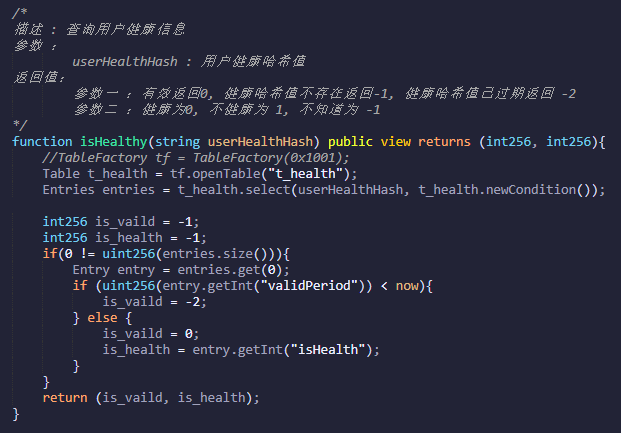 /*
描述 : 查询用户健康信息
参数 ：
        userHealthHash : 用户健康哈希值
返回值：
        参数一 ：有效返回0, 健康哈希值不存在返回-1, 健康哈希值已过期返回 -2
        参数二 ：健康为0, 不健康为 1, 不知道为 -1
*/
function isHealthy(string userHealthHash) public view returns (int256, int256){
    //TableFactory tf = TableFactory(0x1001);
    Table t_health = tf.openTable("t_health");
    Entries entries = t_health.select(userHealthHash, t_health.newCondition());

    int256 is_vaild = -1;
    int256 is_health = -1;
    if(0 != uint256(entries.size())){
        Entry entry = entries.get(0);
        if (uint256(entry.getInt("validPeriod")) < now){
            is_vaild = -2;
        } else {
            is_vaild = 0;
            is_health = entry.getInt("isHealth");
        }
    }
    return (is_vaild, is_health);
}